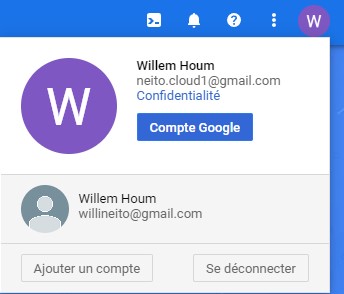 W
Willem Houm
neito.cloud1@gmail.com
Confidentialité
W
Compte Google
Willem Houm
willineito@gmail.com
Ajouter un compte
Se déconnecter